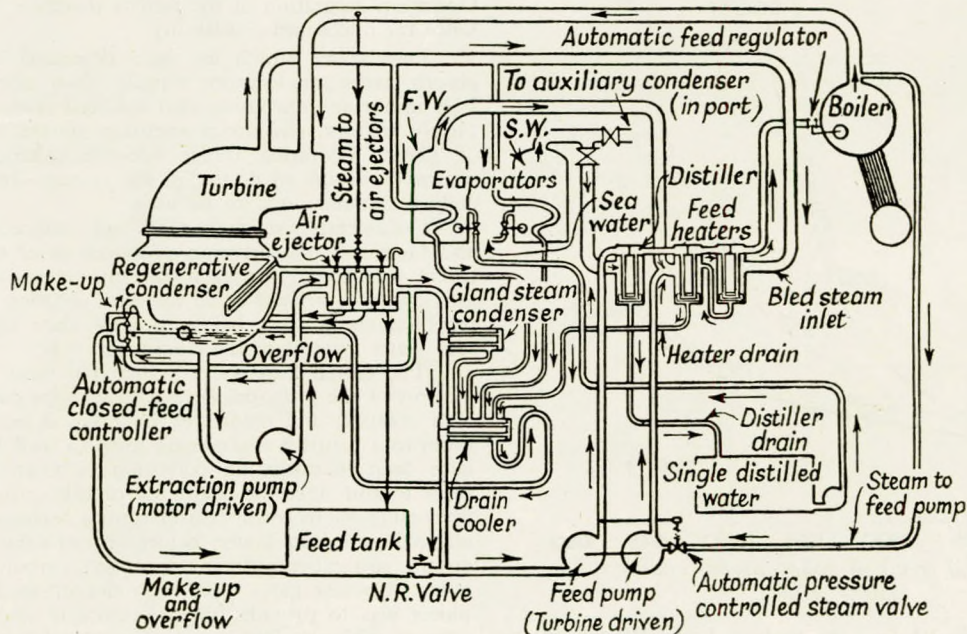 Automatic feed regulator
To auxiliary condenser
(in port)
Boiler
F.W.
S.W.
Steam to
air ejectors
Turbine
Evaporators
Distiller
Sea
water
Feed
heaters
Air
ejector
Make-up
Regenerative
condenser
Gland steam
condenser
Bled steam
inlet
Overflow
Heater drain
Automatic
closed-feed
controller
Distiller
drain
Extraction pump
(motor driven)
Single distilled
water
Steam to
feed pump
Drain
cooler
Feed tank
Make-up
and
overflow
N.R. Valve
Feed pump
(Turbine driven)
Automatic pressure
controlled steam valve